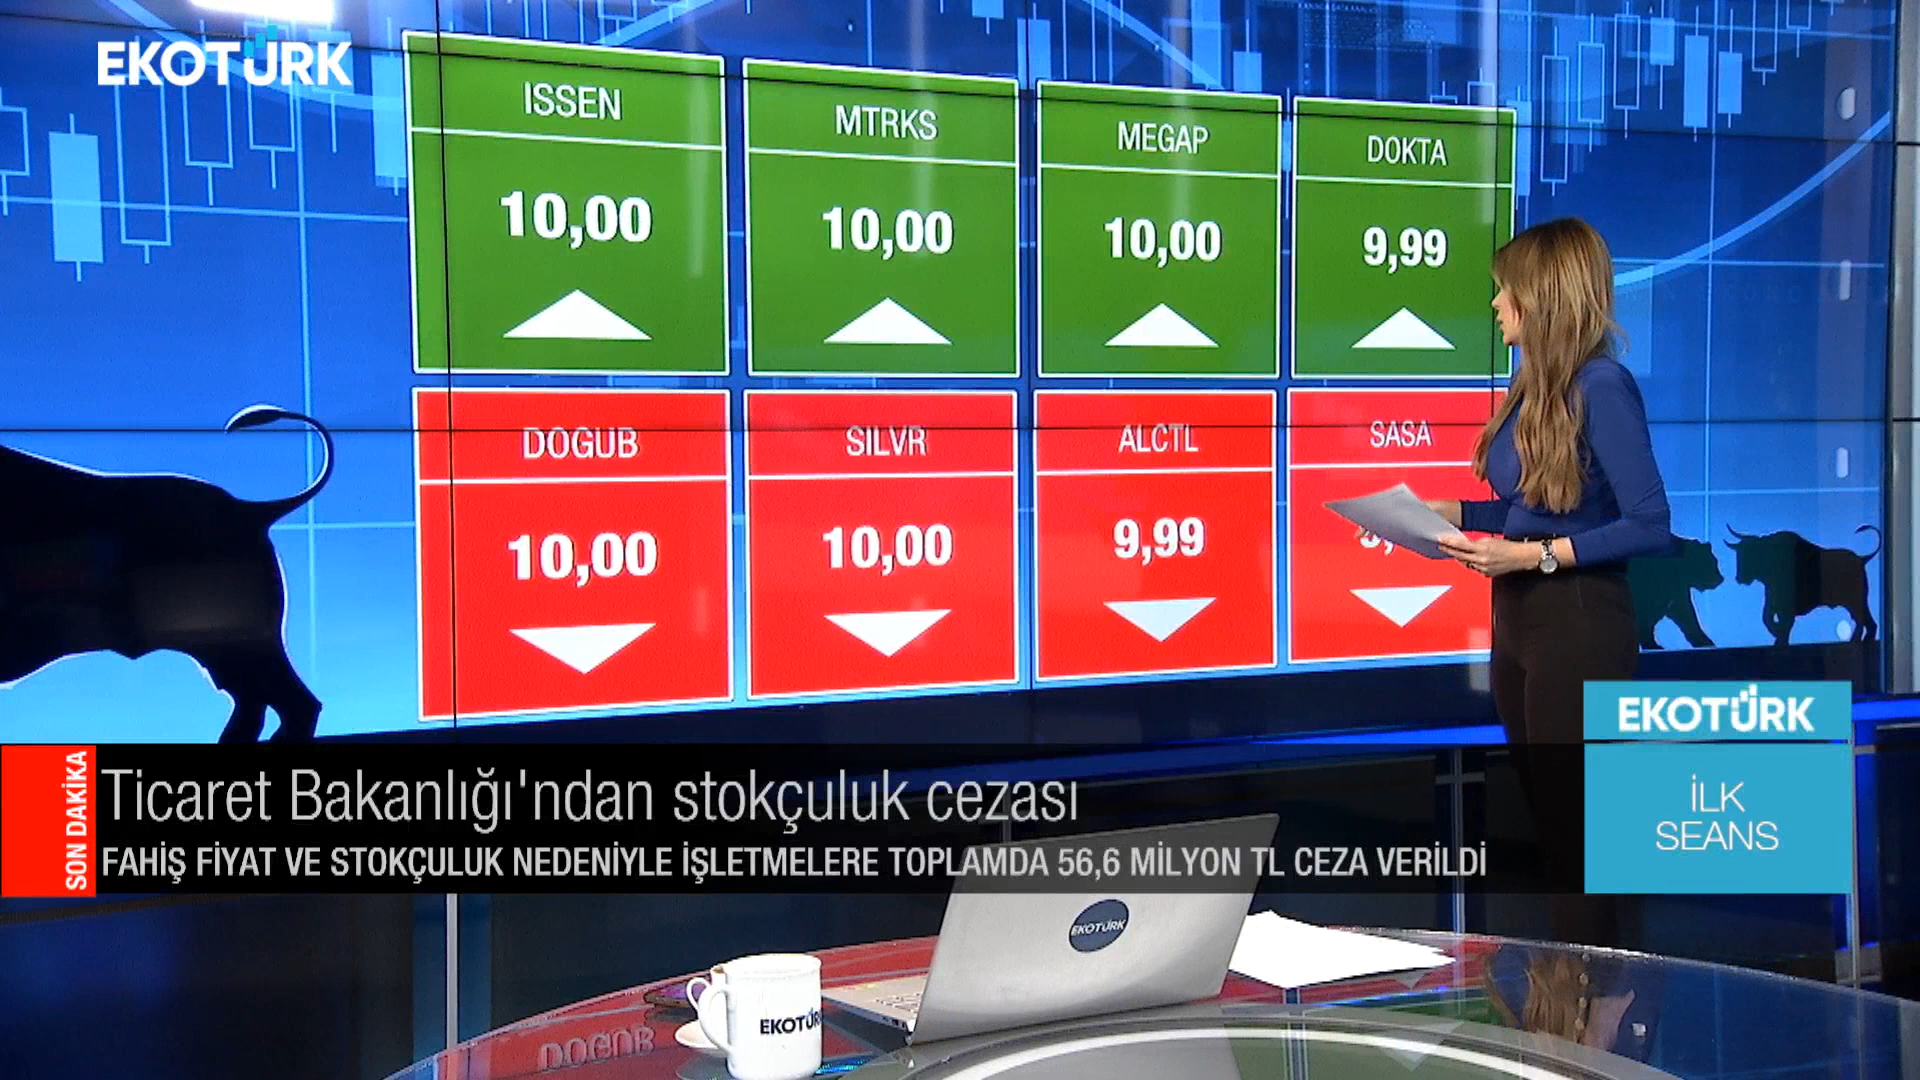 EKOTÜRK
ISSEN
MTRKS
MEGAP
DOKTA
10,00
10,00
10,00
9,99
DOGUB
SILVR
ALCTL
SASA
10,00
10,00
9,99
EKOTÜRK
İLK
SEANS
SON DAKİKA
Ticaret Bakanlığı'ndan stokçuluk cezası
FAHİŞ FİYAT VE STOKÇULUK NEDENİYLE İŞLETMELERE TOPLAMDA 56,6 MİLYON TL CEZA VERİLDİ
EKOTÜRK
EKOTÜRK
DOGUB